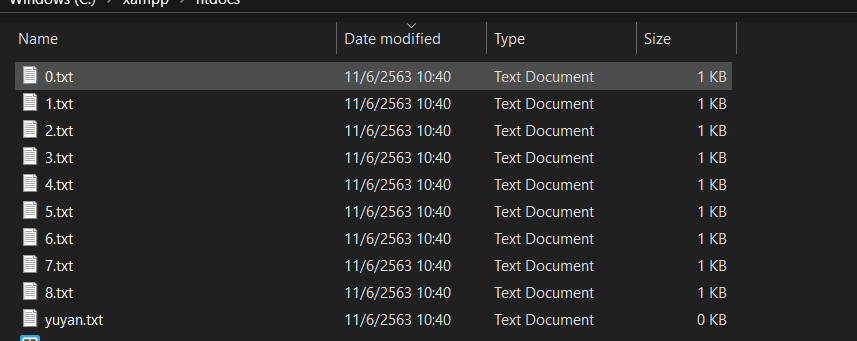 Windows (C:) > xampp > htdocs
Name Date modified Type Size
0.txt 11/6/2563 10:40 Text Document 1 KB
1.txt 11/6/2563 10:40 Text Document 1 KB
2.txt 11/6/2563 10:40 Text Document 1 KB
3.txt 11/6/2563 10:40 Text Document 1 KB
4.txt 11/6/2563 10:40 Text Document 1 KB
5.txt 11/6/2563 10:40 Text Document 1 KB
6.txt 11/6/2563 10:40 Text Document 1 KB
7.txt 11/6/2563 10:40 Text Document 1 KB
8.txt 11/6/2563 10:40 Text Document 1 KB
yuyan.txt 11/6/2563 10:40 Text Document 0 KB